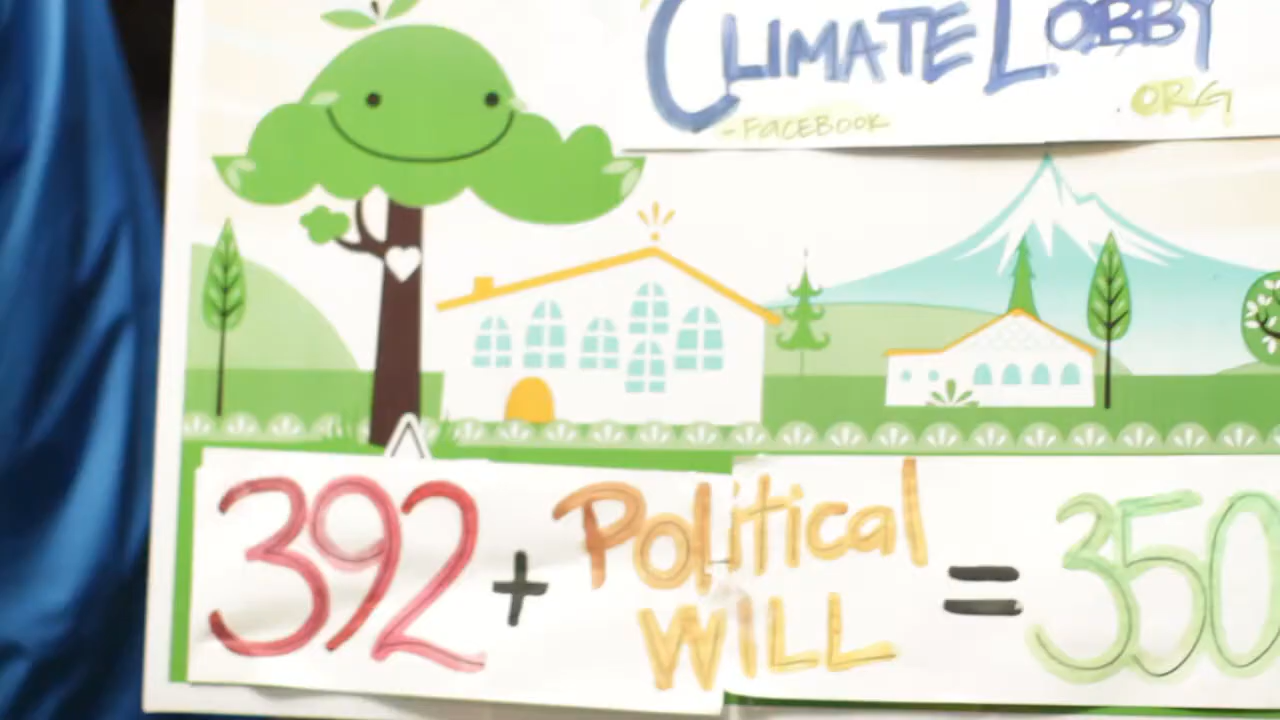 CLIMATE LOBBY
.ORG
-FACEBOOK
392 + Political WILL = 350